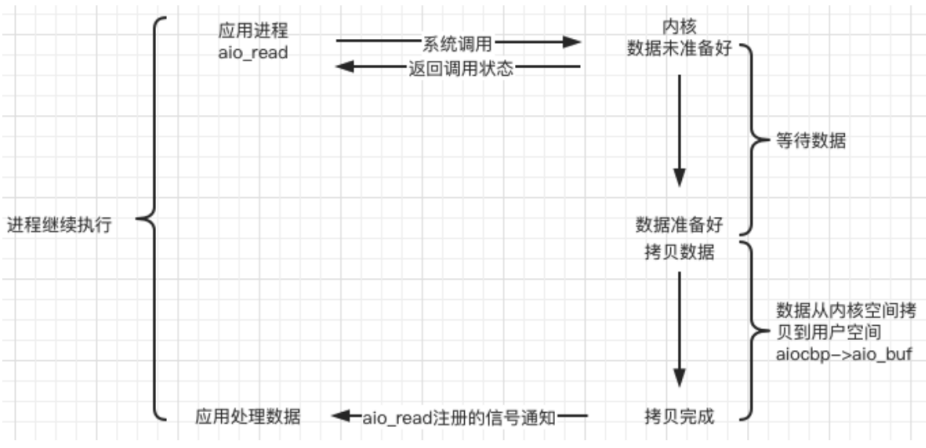 应用进程
aio_read
系统调用
返回调用状态
内核
数据未准备好
等待数据
进程继续执行
数据准备好
拷贝数据
数据从内核空间拷
贝到用户空间
aiocbp->aio_buf
应用处理数据
aio_read注册的信号通知
拷贝完成